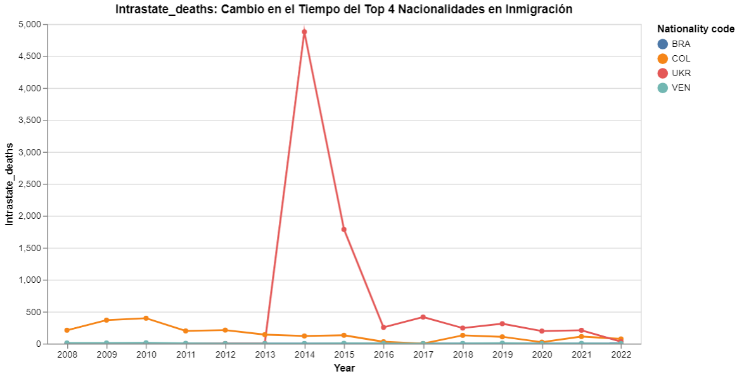 Intrastate_deaths: Cambio en el Tiempo del Top 4 Nacionalidades en Inmigración
Nationality code
BRA
COL
UKR
VEN
Intrastate_deaths
5,000
4,500
4,000
3,500
3,000
2,500
2,000
1,500
1,000
500
0
2008 2009 2010 2011 2012 2013 2014 2015 2016 2017 2018 2019 2020 2021 2022
Year